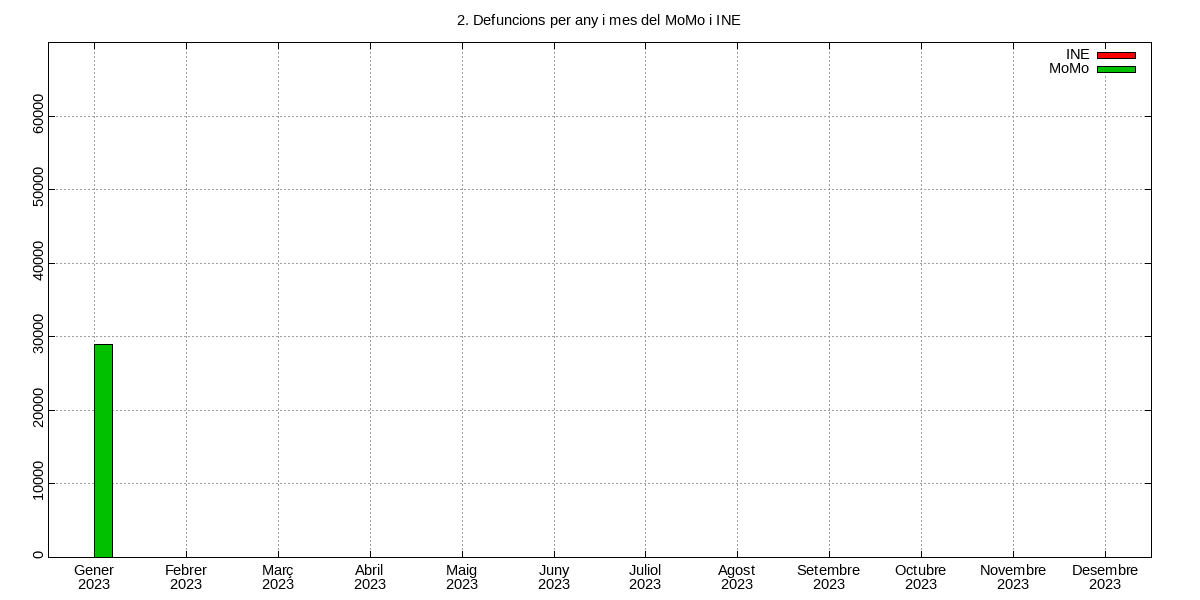 2. Defuncions per any i mes del MoMo i INE
INE
MoMo
60000
50000
40000
30000
20000
10000
0
Gener Febrer Març Abril Maig Juny Juliol Agost Setembre Octubre Novembre Desembre
2023 2023 2023 2023 2023 2023 2023 2023 2023 2023 2023 2023